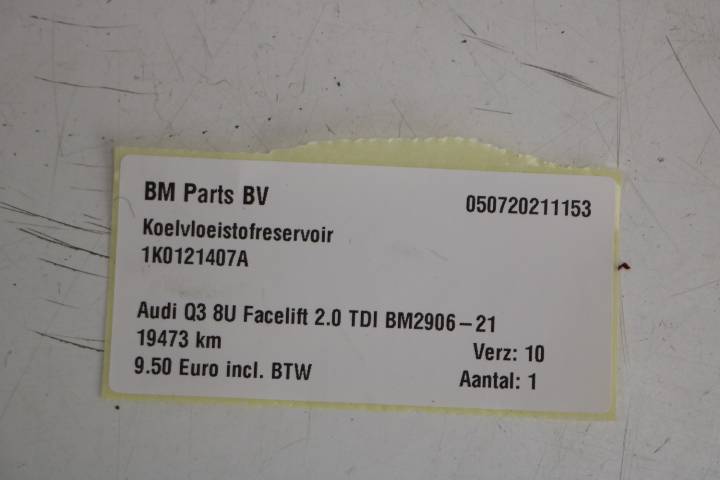 BM Parts BV
050720211153
Koelvloeistofreservoir
1K0121407A
Audi Q3 8U Facelift 2.0 TDI BM2906-21
19473 km
Verz: 10
9.50 Euro incl. BTW
Aantal: 1